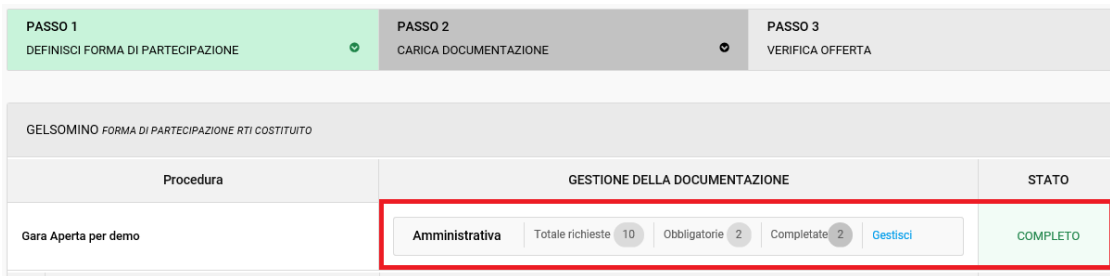 PASSO 1
DEFINISCI FORMA DI PARTECIPAZIONE
PASSO 2
CARICA DOCUMENTAZIONE
PASSO 3
VERIFICA OFFERTA
GELSOMINO FORMA DI PARTECIPAZIONE RTI COSTITUITO
Procedura GESTIONE DELLA DOCUMENTAZIONE STATO
Gara Aperta per demo Amministrativa Totale richieste 10 Obbligatorie 2 Completate 2 Gestisci COMPLETO